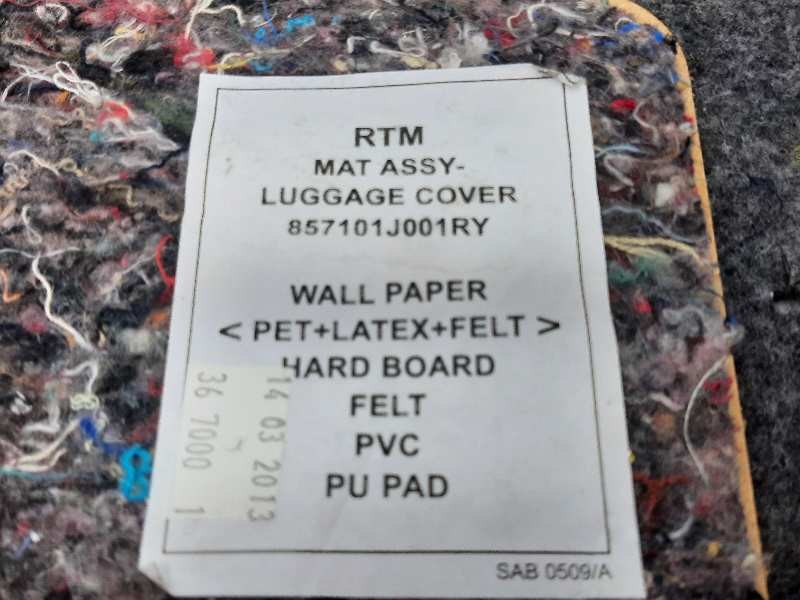 RTM
MAT ASSY-
LUGGAGE COVER
857101J001RY
WALL PAPER
< PET+LATEX+FELT >
HARD BOARD
FELT
PVC
PU PAD
14 03 2013
36 7000 1
SAB 0509/A